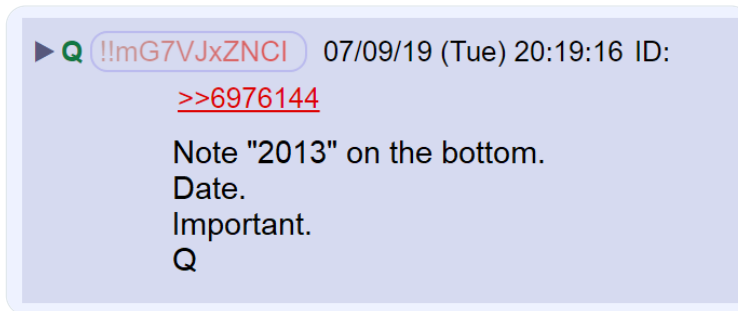 ▶ Q !!mG7VJxZNCI 07/09/19 (Tue) 20:19:16 ID:
>>6976144
Note "2013" on the bottom.
Date.
Important.
Q